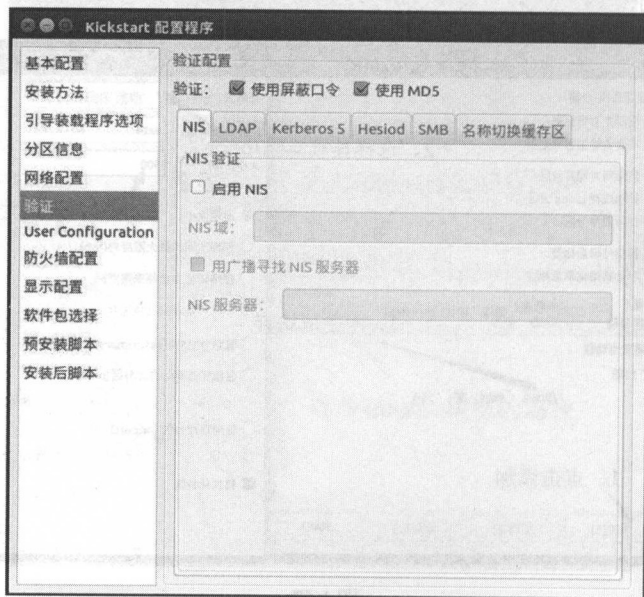 Kickstart 配置程序
基本配置
安装方法
引导装载程序选项
分区信息
网络配置
验证
User Configuration
防火墙配置
显示配置
软件包选择
预安装脚本
安装后脚本
验证配置
验证： 使用屏蔽口令 使用 MD5
NIS LDAP Kerberos 5 Hesiod SMB 名称切换缓存区
NIS 验证
启用 NIS
NIS 域：
用广播寻找 NIS 服务器
NIS 服务器：